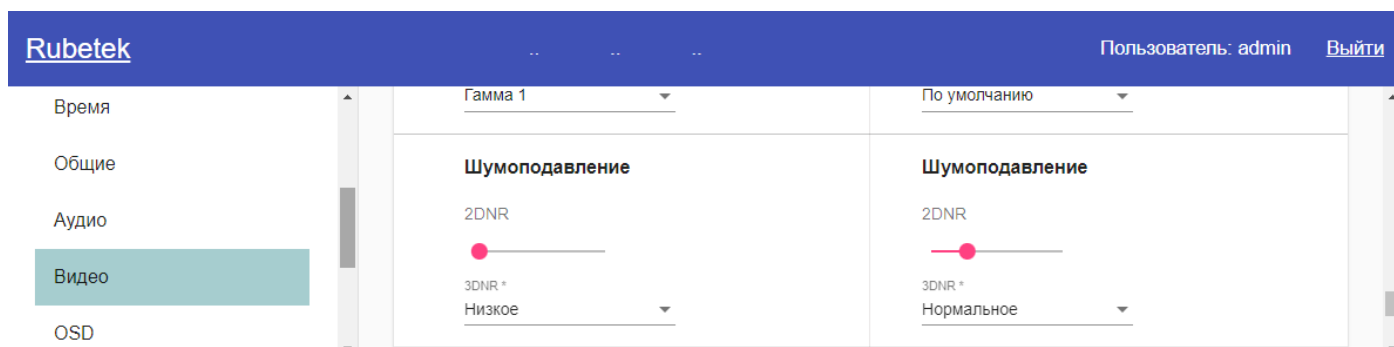 Rubetek
.. .. ..
Пользователь: admin Выйти
Время
Общие
Аудио
Видео
OSD
Гамма 1
По умолчанию
Шумоподавление
2DNR
3DNR *
Низкое
Шумоподавление
2DNR
3DNR *
Нормальное